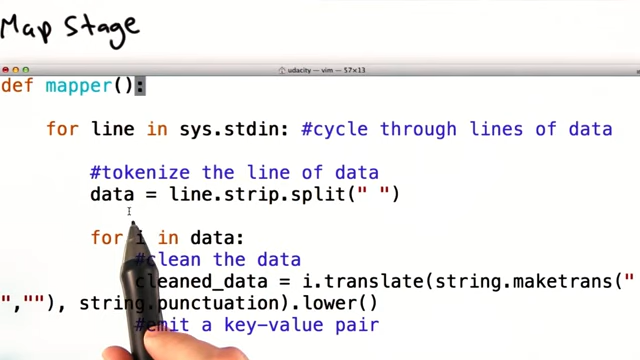 Map Stage
udacity — vim — 57×13
def mapper():
for line in sys.stdin: #cycle through lines of data
#tokenize the line of data
data = line.strip.split(" ")
for i in data:
#clean the data
cleaned_data = i.translate(string.maketrans("
",""), string.punctuation).lower()
#emit a key-value pair